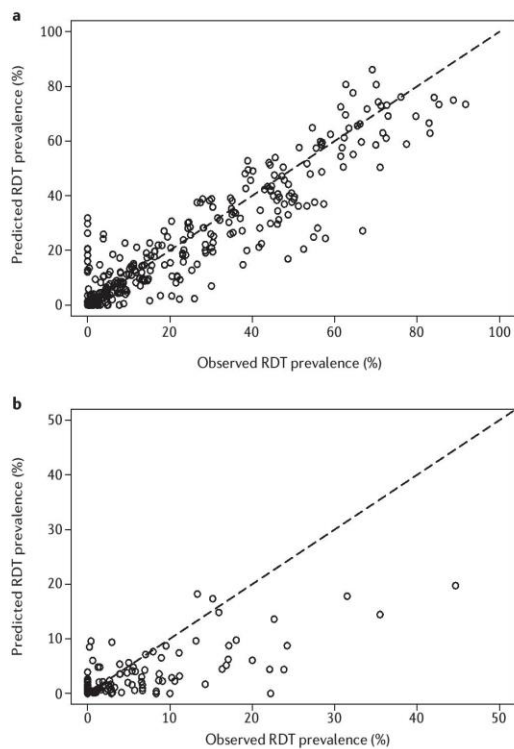 a
100
80
60
40
20
0
Predicted RDT prevalence (%)
0 20 40 60 80 100
Observed RDT prevalence (%)
b
50
40
30
20
10
0
Predicted RDT prevalence (%)
0 10 20 30 40 50
Observed RDT prevalence (%)